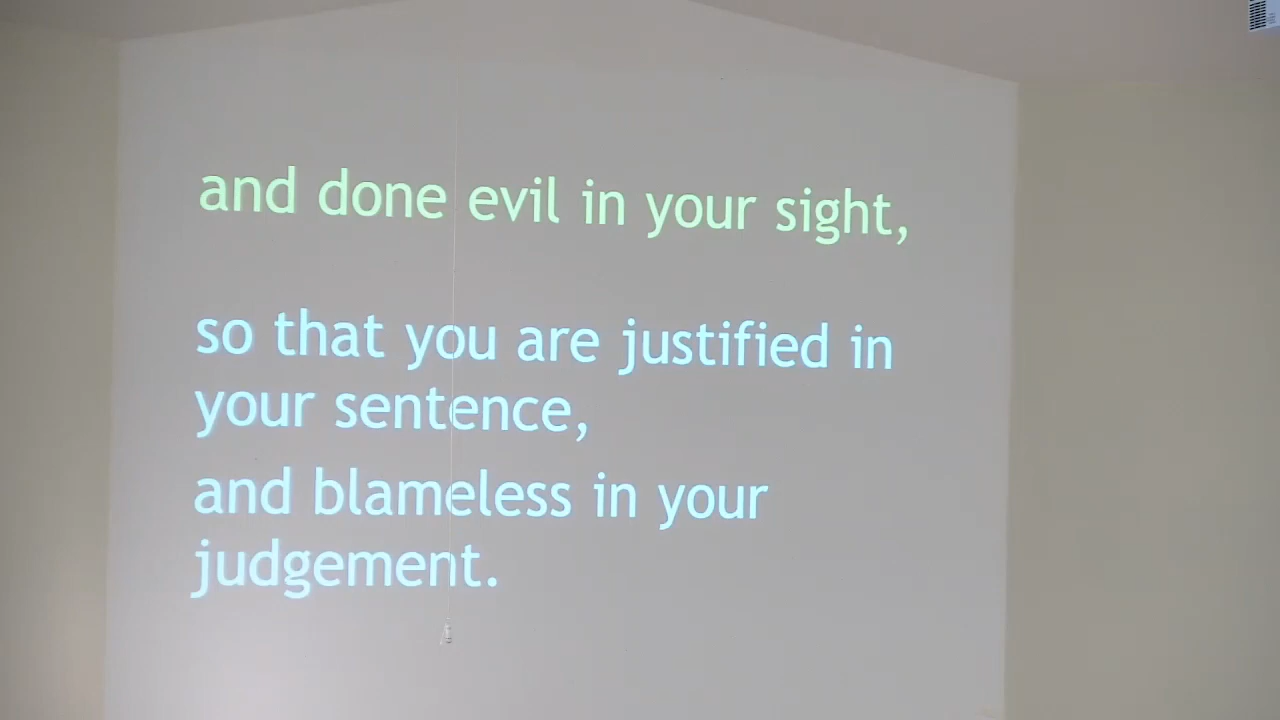 and done evil in your sight,
so that you are justified in
your sentence,
and blameless in your
judgement.